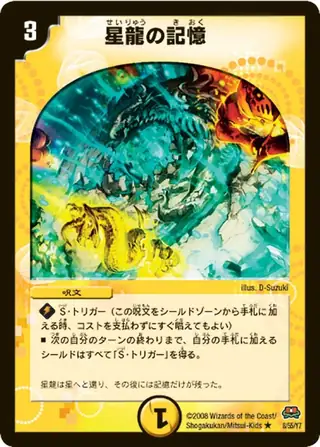 3
せいりゅう きおく
星龍の記憶
illus. D-Suzuki
呪文
S・トリガー(この呪文をシールドゾーンから手札に加
える時、コストを支払わずにすぐ唱えてもよい)
■ 次の自分のターンの終わりまで、自分の手札に加える
シールドはすべて「S・トリガー」を得る。
星龍は星へと還り、その後には記憶だけが残った。
1
©2008 Wizards of the Coast/
Shogakukan/Mitsui-Kids ★ 8/55/Y7